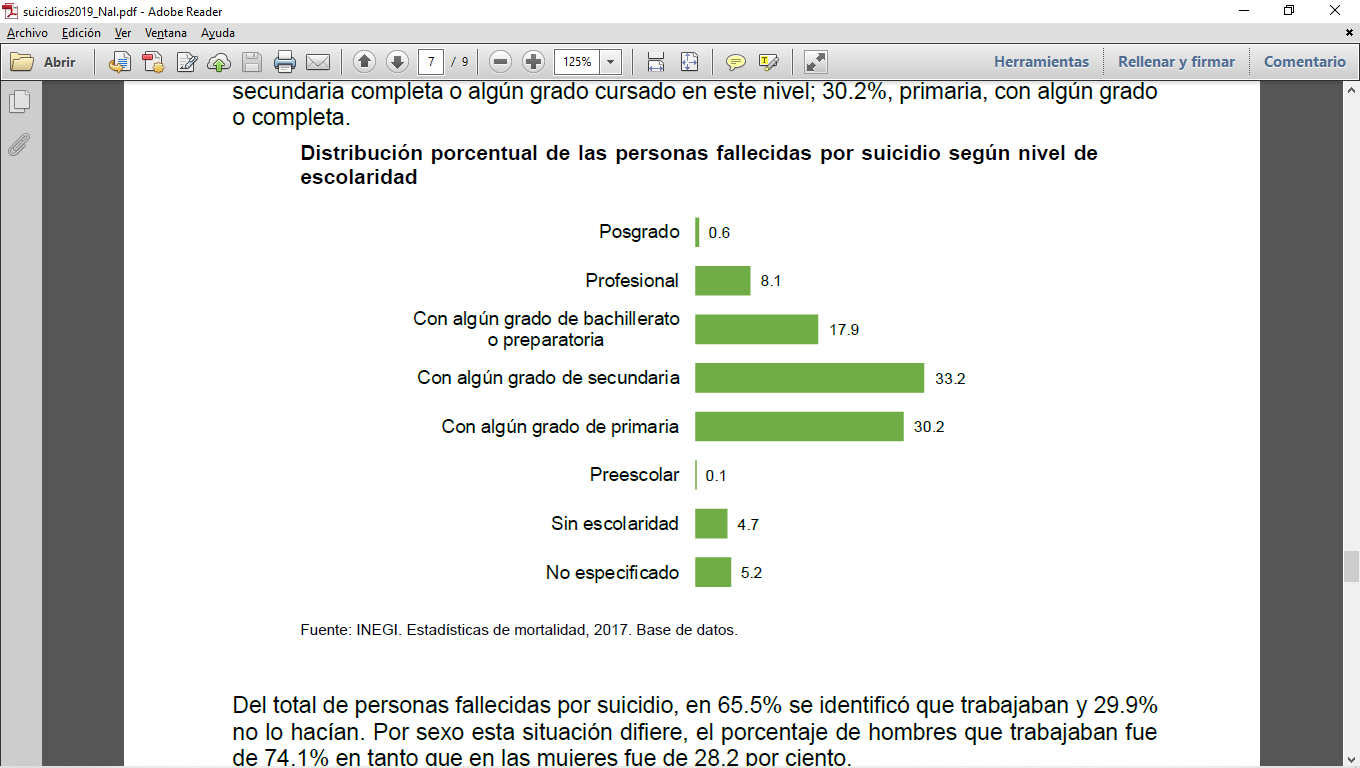 suicidios2019_Nal.pdf - Adobe Reader
Archivo Edición Ver Ventana Ayuda
Abrir 7 / 9 125% Herramientas Rellenar y firmar Comentario
secundaria completa o algún grado cursado en este nivel; 30.2%, primaria, con algún grado
o completa.
Distribución porcentual de las personas fallecidas por suicidio según nivel de
escolaridad
Posgrado 0.6
Profesional 8.1
Con algún grado de bachillerato
o preparatoria 17.9
Con algún grado de secundaria 33.2
Con algún grado de primaria 30.2
Preescolar 0.1
Sin escolaridad 4.7
No especificado 5.2
Fuente: INEGI. Estadísticas de mortalidad, 2017. Base de datos.
Del total de personas fallecidas por suicidio, en 65.5% se identificó que trabajaban y 29.9%
no lo hacían. Por sexo esta situación difiere, el porcentaje de hombres que trabajaban fue
de 74.1% en tanto que en las mujeres fue de 28.2 por ciento.